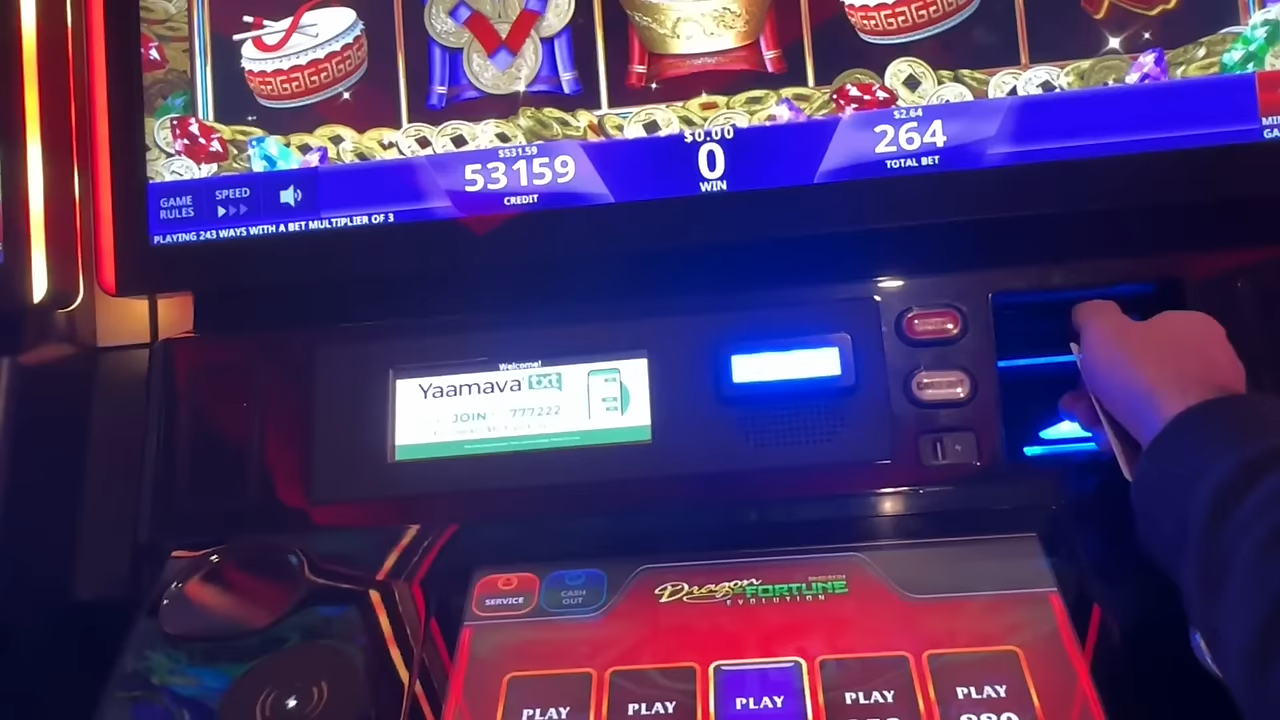 $531.59
53159
CREDIT
$0.00
0
WIN
$2.64
264
TOTAL BET
GAME
RULES
SPEED
PLAYING 243 WAYS WITH A BET MULTIPLIER OF 3
Welcome!
Yaamava' txt
JOIN 777222
SERVICE
CASH
OUT
Dragon FORTUNE
EVOLUTION
PLAY
PLAY
PLAY
PLAY
PLAY
880